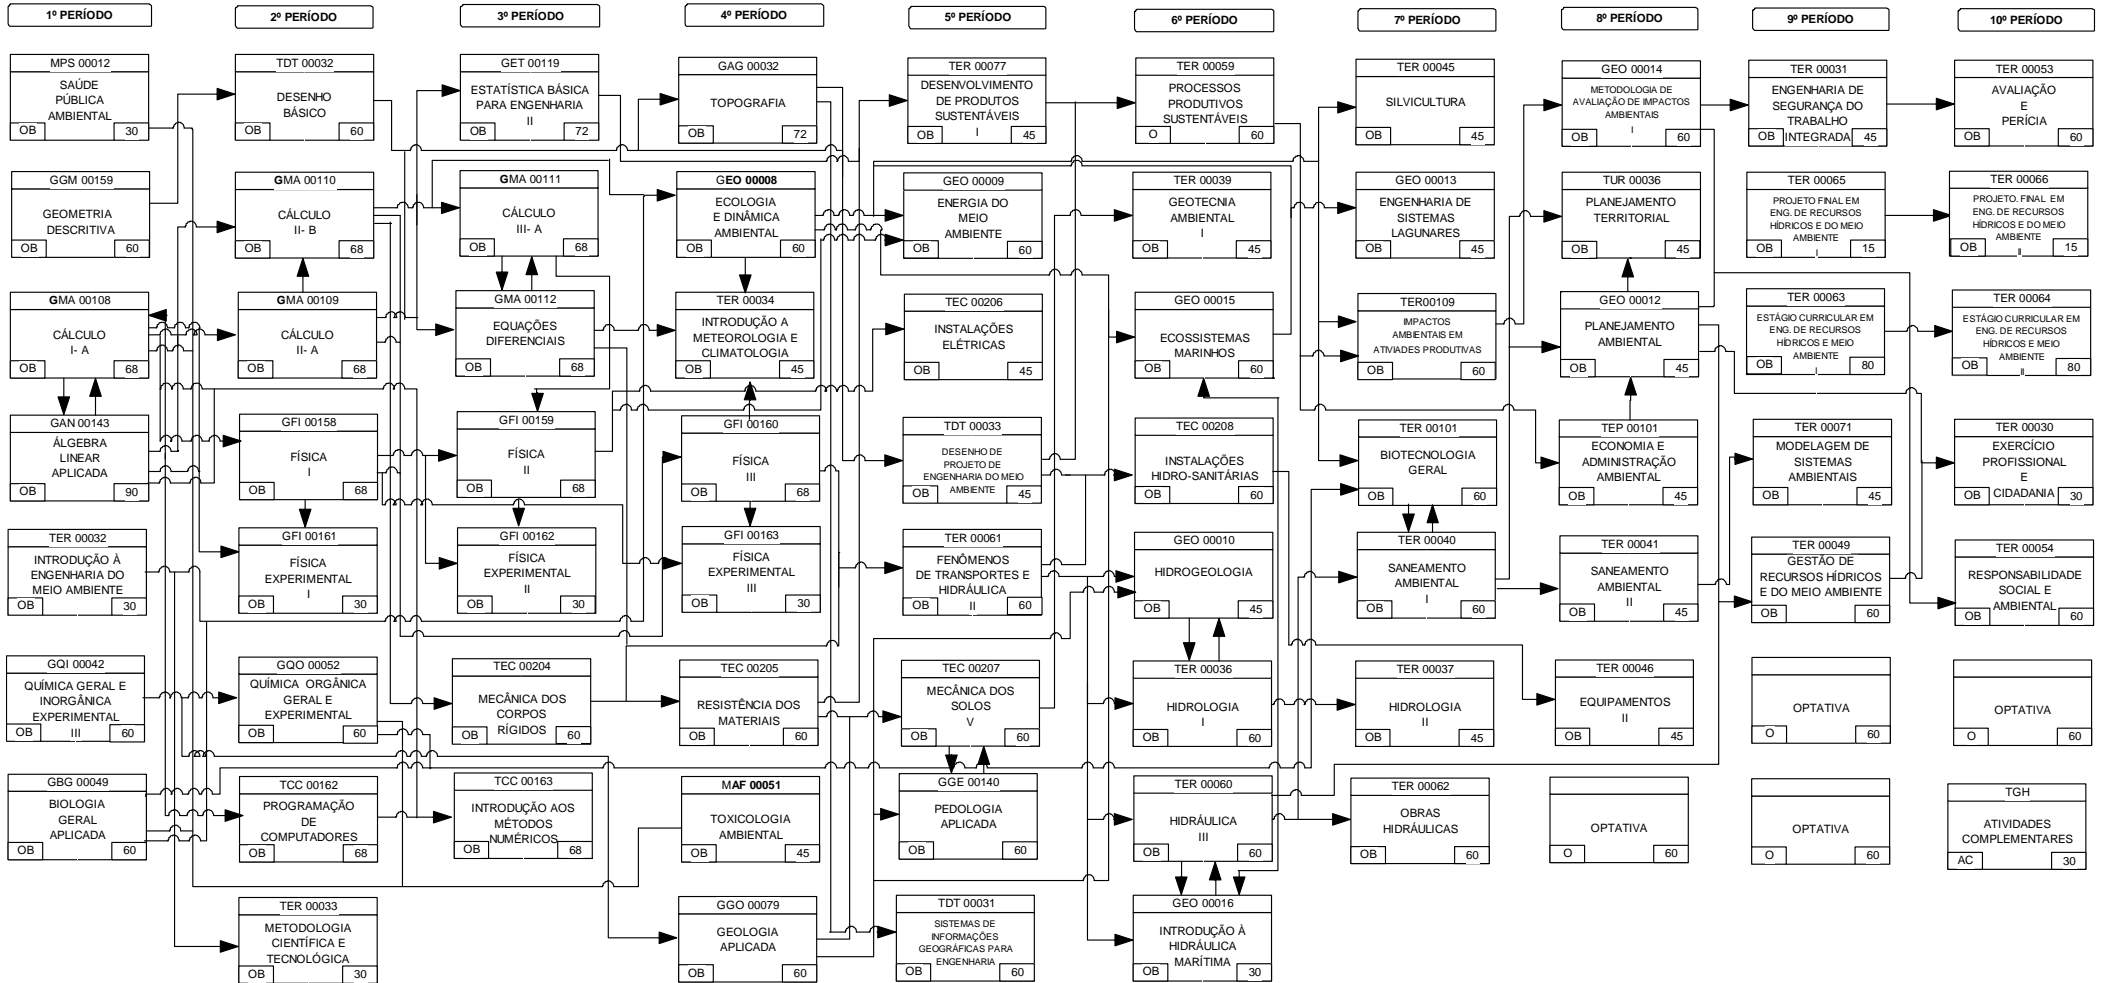 1º PERÍODO
2º PERÍODO
3º PERÍODO
4º PERÍODO
5º PERÍODO
6º PERÍODO
7º PERÍODO
8º PERÍODO
9º PERÍODO
10º PERÍODO
MPS 00012
SAÚDE
PÚBLICA
AMBIENTAL
OB 30
GGM 00159
GEOMETRIA
DESCRITIVA
OB 60
GMA 00108
CÁLCULO
I- A
OB 68
GAN 00143
ÁLGEBRA
LINEAR
APLICADA
OB 90
TER 00032
INTRODUÇÃO À
ENGENHARIA DO
MEIO AMBIENTE
OB 30
GQI 00042
QUÍMICA GERAL E
INORGÂNICA
EXPERIMENTAL
OB III 60
GBG 00049
BIOLOGIA
GERAL
APLICADA
OB 60
TDT 00032
DESENHO
BÁSICO
OB 60
GMA 00110
CÁLCULO
II- B
OB 68
GMA 00109
CÁLCULO
II- A
OB 68
GFI 00158
FÍSICA
I
OB 68
GFI 00161
FÍSICA
EXPERIMENTAL
I
OB 30
GQO 00052
QUÍMICA ORGÂNICA
GERAL E
EXPERIMENTAL
OB 60
TCC 00162
PROGRAMAÇÃO
DE
COMPUTADORES
OB 68
TER 00033
METODOLOGIA
CIENTÍFICA E
TECNOLÓGICA
OB 30
GET 00119
ESTATÍSTICA BÁSICA
PARA ENGENHARIA
II
OB 72
GMA 00111
CÁLCULO
III- A
OB 68
GMA 00112
EQUAÇÕES
DIFERENCIAIS
OB 68
GFI 00159
FÍSICA
II
OB 68
GFI 00162
FÍSICA
EXPERIMENTAL
II
OB 30
TEC 00204
MECÂNICA DOS
CORPOS
RÍGIDOS
OB 60
TCC 00163
INTRODUÇÃO AOS
MÉTODOS
NUMÉRICOS
OB 68
GAG 00032
TOPOGRAFIA
OB 72
GEO 00008
ECOLOGIA
E DINÂMICA
AMBIENTAL
OB 60
TER 00034
INTRODUÇÃO A
METEOROLOGIA E
CLIMATOLOGIA
OB 45
GFI 00160
FÍSICA
III
OB 68
GFI 00163
FÍSICA
EXPERIMENTAL
III
OB 30
TEC 00205
RESISTÊNCIA DOS
MATERIAIS
OB 60
MAF 00051
TOXICOLOGIA
AMBIENTAL
OB 45
GGO 00079
GEOLOGIA
APLICADA
OB 60
TER 00077
DESENVOLVIMENTO
DE PRODUTOS
SUSTENTÁVEIS
OB I 45
GEO 00009
ENERGIA DO
MEIO
AMBIENTE
OB 60
TEC 00206
INSTALAÇÕES
ELÉTRICAS
OB 45
TDT 00033
DESENHO DE
PROJETO DE
ENGENHARIA DO MEIO
AMBIENTE
OB 45
TER 00061
FENÔMENOS
DE TRANSPORTES E
HIDRÁULICA
OB II 60
TEC 00207
MECÂNICA DOS
SOLOS
V
OB 60
GGE 00140
PEDOLOGIA
APLICADA
OB 60
TDT 00031
SISTEMAS DE
INFORMAÇÕES
GEOGRÁFICAS PARA
ENGENHARIA
OB 60
TER 00059
PROCESSOS
PRODUTIVOS
SUSTENTÁVEIS
O 60
TER 00039
GEOTECNIA
AMBIENTAL
I
OB 45
GEO 00015
ECOSSISTEMAS
MARINHOS
OB 60
TEC 00208
INSTALAÇÕES
HIDRO-SANITÁRIAS
OB 60
GEO 00010
HIDROGEOLOGIA
OB 45
TER 00036
HIDROLOGIA
I
OB 60
TER 00060
HIDRÁULICA
III
OB 60
GEO 00016
INTRODUÇÃO À
HIDRÁULICA
MARÍTIMA
OB 30
TER 00045
SILVICULTURA
OB 45
GEO 00013
ENGENHARIA DE
SISTEMAS
LAGUNARES
OB 45
TER00109
IMPACTOS
AMBIENTAIS EM
ATIVIADES PRODUTIVAS
OB 60
TER 00101
BIOTECNOLOGIA
GERAL
OB 60
TER 00040
SANEAMENTO
AMBIENTAL
I
OB 60
TER 00037
HIDROLOGIA
II
OB 45
TER 00062
OBRAS
HIDRÁULICAS
OB 60
GEO 00014
METODOLOGIA DE
AVALIAÇÃO DE IMPACTOS
AMBIENTAIS
I
OB 60
TUR 00036
PLANEJAMENTO
TERRITORIAL
OB 45
GEO 00012
PLANEJAMENTO
AMBIENTAL
OB 45
TEP 00101
ECONOMIA E
ADMINISTRAÇÃO
AMBIENTAL
OB 45
TER 00041
SANEAMENTO
AMBIENTAL
II
OB 45
TER 00046
EQUIPAMENTOS
II
OB 45
OPTATIVA
O 60
TER 00031
ENGENHARIA DE
SEGURANÇA DO
TRABALHO
OB INTEGRADA 45
TER 00065
PROJETO FINAL EM
ENG. DE RECURSOS
HÍDRICOS E DO MEIO
AMBIENTE
OB I 15
TER 00063
ESTÁGIO CURRICULAR EM
ENG. DE RECURSOS
HÍDRICOS E MEIO
AMBIENTE
OB I 80
TER 00071
MODELAGEM DE
SISTEMAS
AMBIENTAIS
OB 45
TER 00049
GESTÃO DE
RECURSOS HÍDRICOS
E DO MEIO AMBIENTE
OB 60
OPTATIVA
O 60
OPTATIVA
O 60
TER 00053
AVALIAÇÃO
E
PERÍCIA
OB 60
TER 00066
PROJETO. FINAL EM
ENG. DE RECURSOS
HÍDRICOS E DO MEIO
AMBIENTE
OB II 15
TER 00064
ESTÁGIO CURRICULAR EM
ENG. DE RECURSOS
HÍDRICOS E MEIO
AMBIENTE
OB II 80
TER 00030
EXERCÍCIO
PROFISSIONAL
E
OB CIDADANIA 30
TER 00054
RESPONSABILIDADE
SOCIAL E
AMBIENTAL
OB 60
OPTATIVA
O 60
TGH
ATIVIDADES
COMPLEMENTARES
AC 30